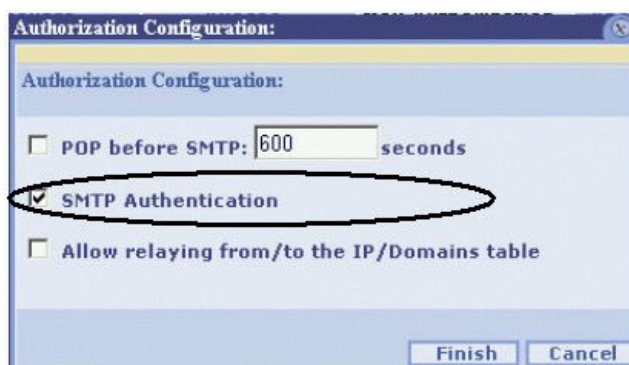 Authorization Configuration:
Authorization Configuration:
POP before SMTP: 600 seconds
SMTP Authentication
Allow relaying from/to the IP/Domains table
Finish Cancel